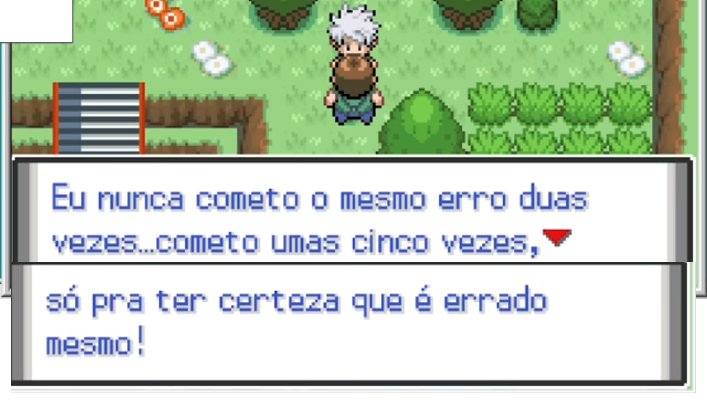 Eu nunca cometo o mesmo erro duas
vezes...cometo umas cinco vezes,
só pra ter certeza que é errado
mesmo!